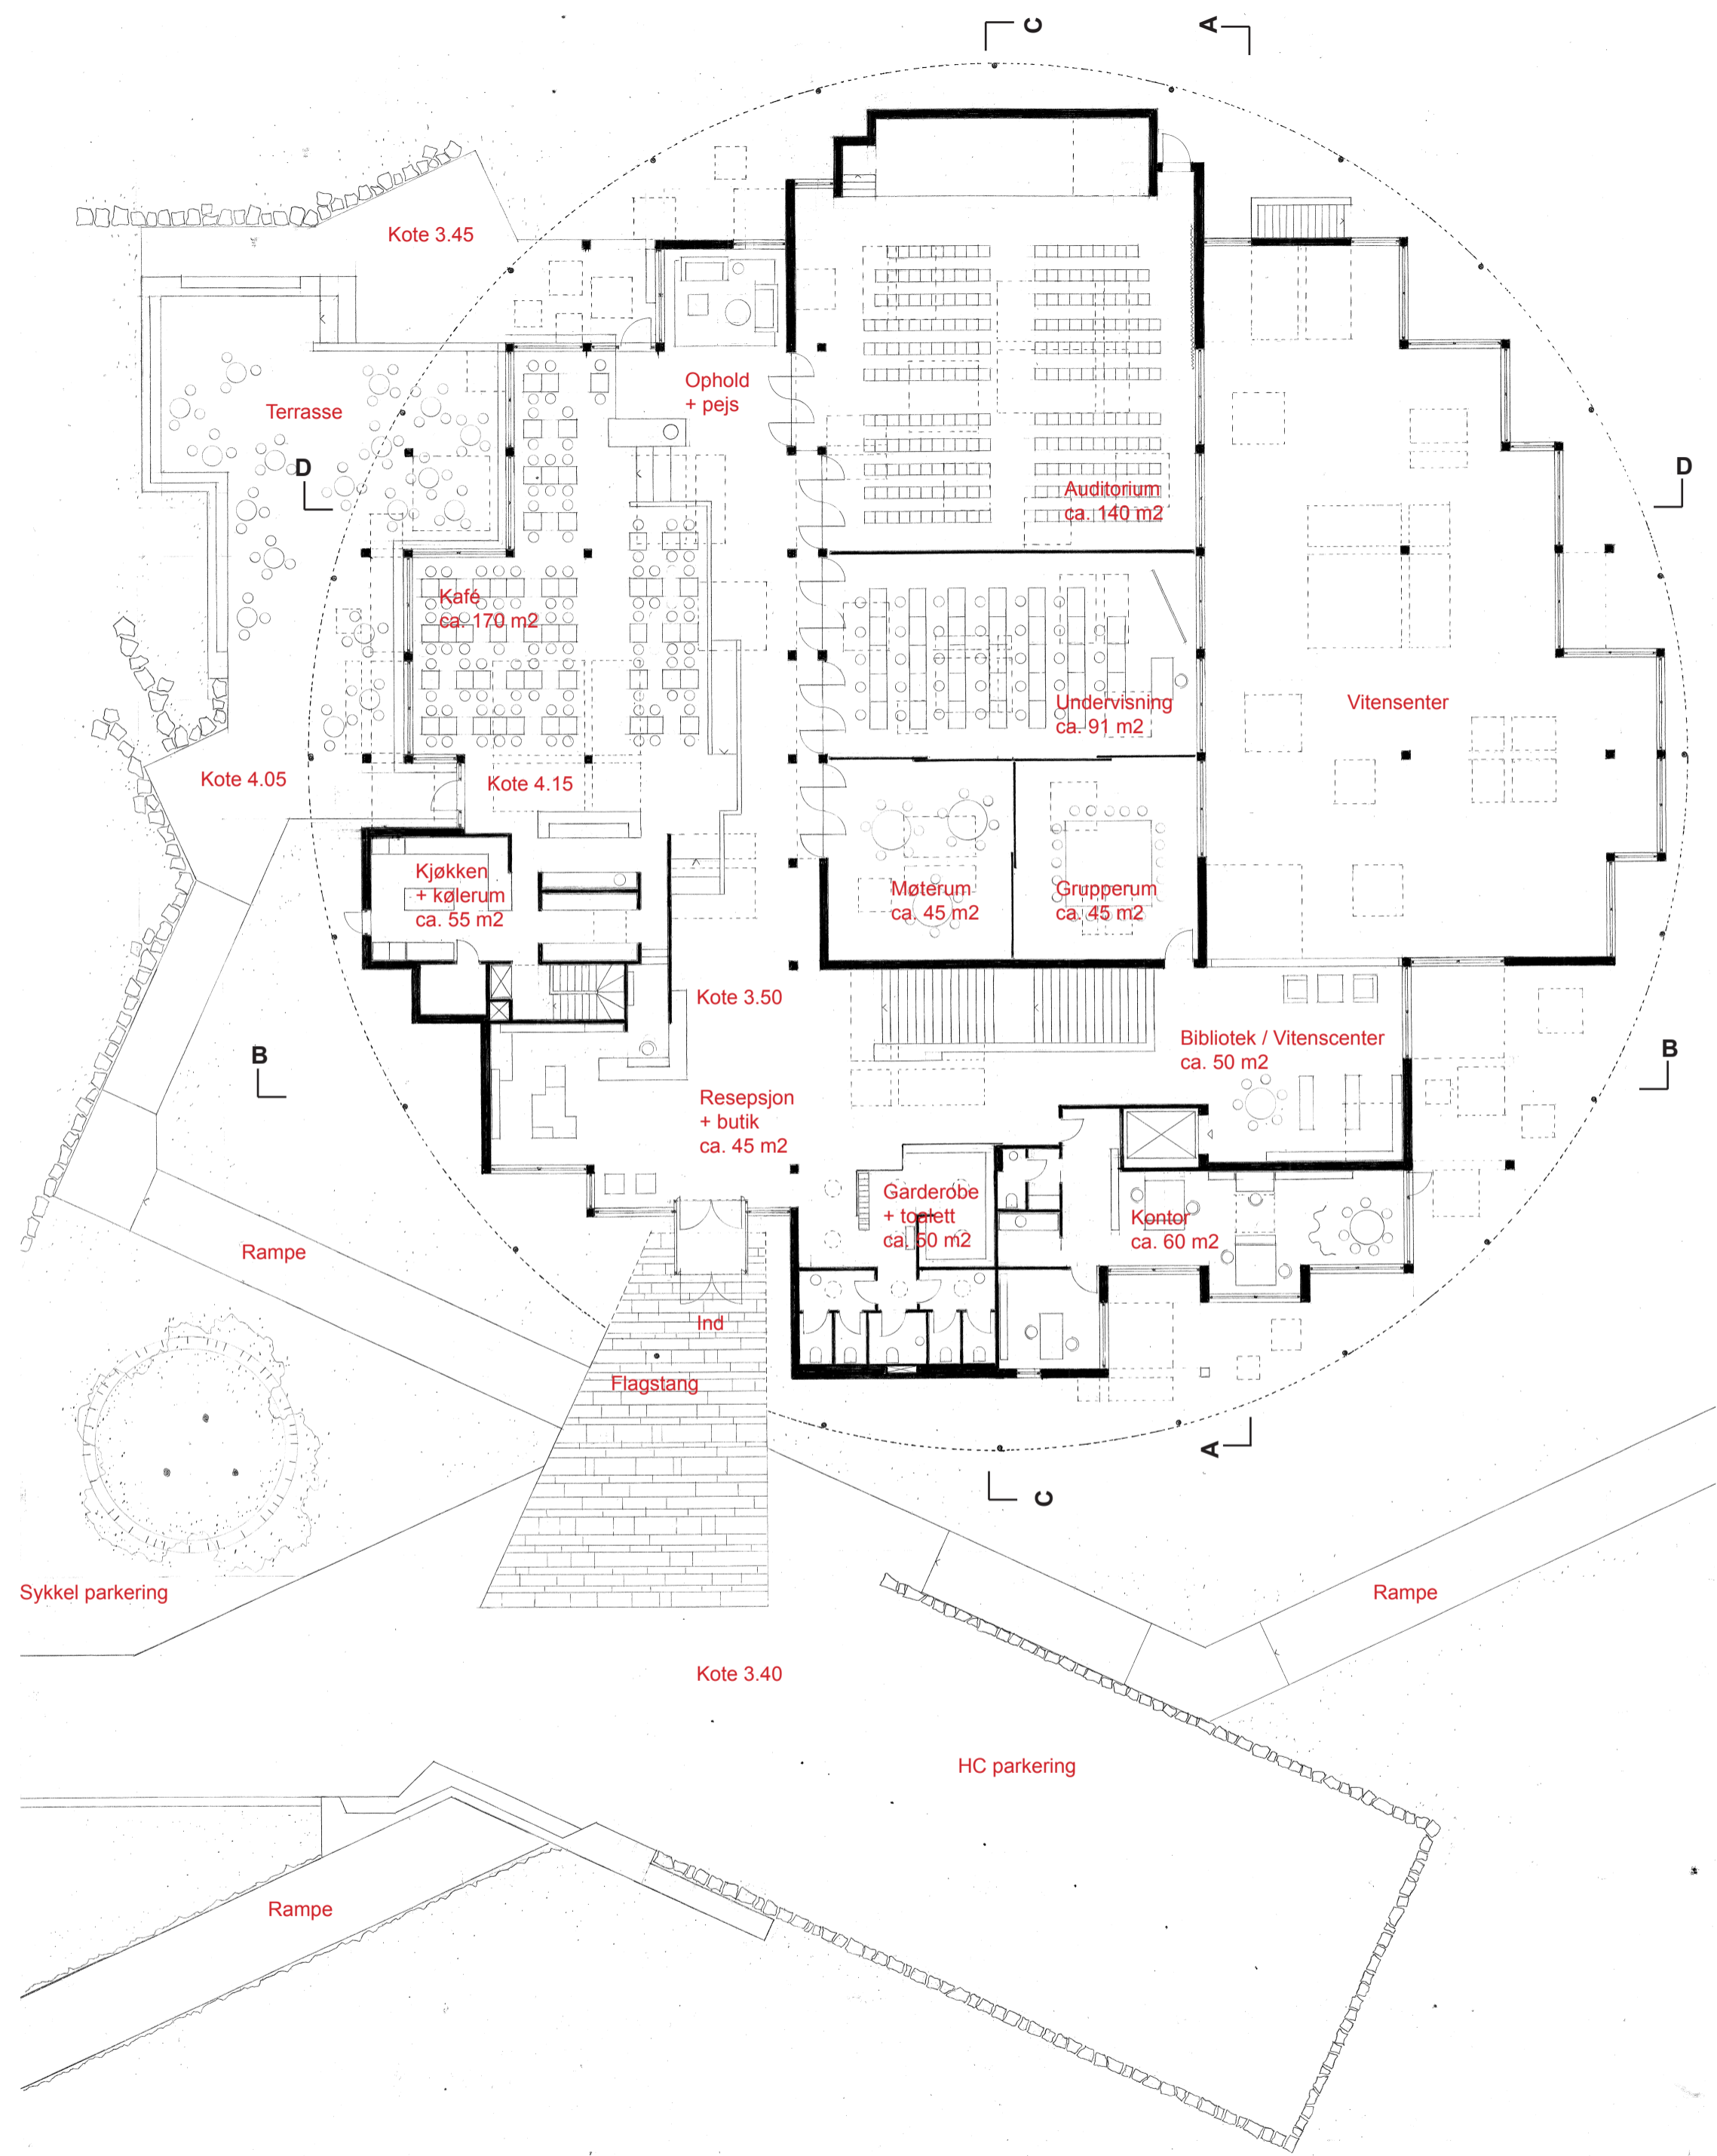 C
A
Kote 3.45
Ophold
+ pejs
Terrasse
D
D
Auditorium
ca. 140 m2
Kafé
ca. 170 m2
Undervisning
ca. 91 m2
Vitensenter
Kote 4.05
Kote 4.15
Kjøkken
+ kølerum
ca. 55 m2
Møterum
ca. 45 m2
Grupperum
ca. 45 m2
Kote 3.50
B
Bibliotek / Vitenscenter
ca. 50 m2
B
Resepsjon
+ butik
ca. 45 m2
Garderobe
+ toalett
ca. 50 m2
Kontor
ca. 60 m2
Rampe
Ind
Flagstang
A
C
Sykkel parkering
Rampe
Kote 3.40
HC parkering
Rampe